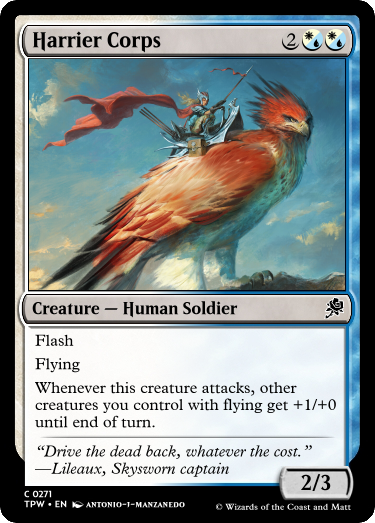 Harrier Corps 2
Creature — Human Soldier
Flash
Flying
Whenever this creature attacks, other
creatures you control with flying get +1/+0
until end of turn.
“Drive the dead back, whatever the cost.”
—Lileaux, Skysworn captain
2/3
C 0271
TPW • EN ANTONIO-J-MANZANEDO
© Wizards of the Coast and Matt